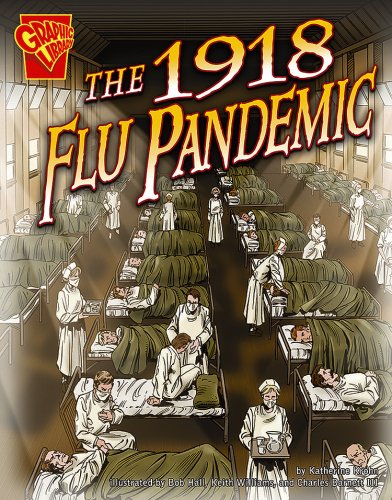 GRAPHIC
LIBRARY
THE 1918
FLU PANDEMIC
by Katherine Krohn
illustrated by Bob Hall, Keith Williams, and Charles Barnett III